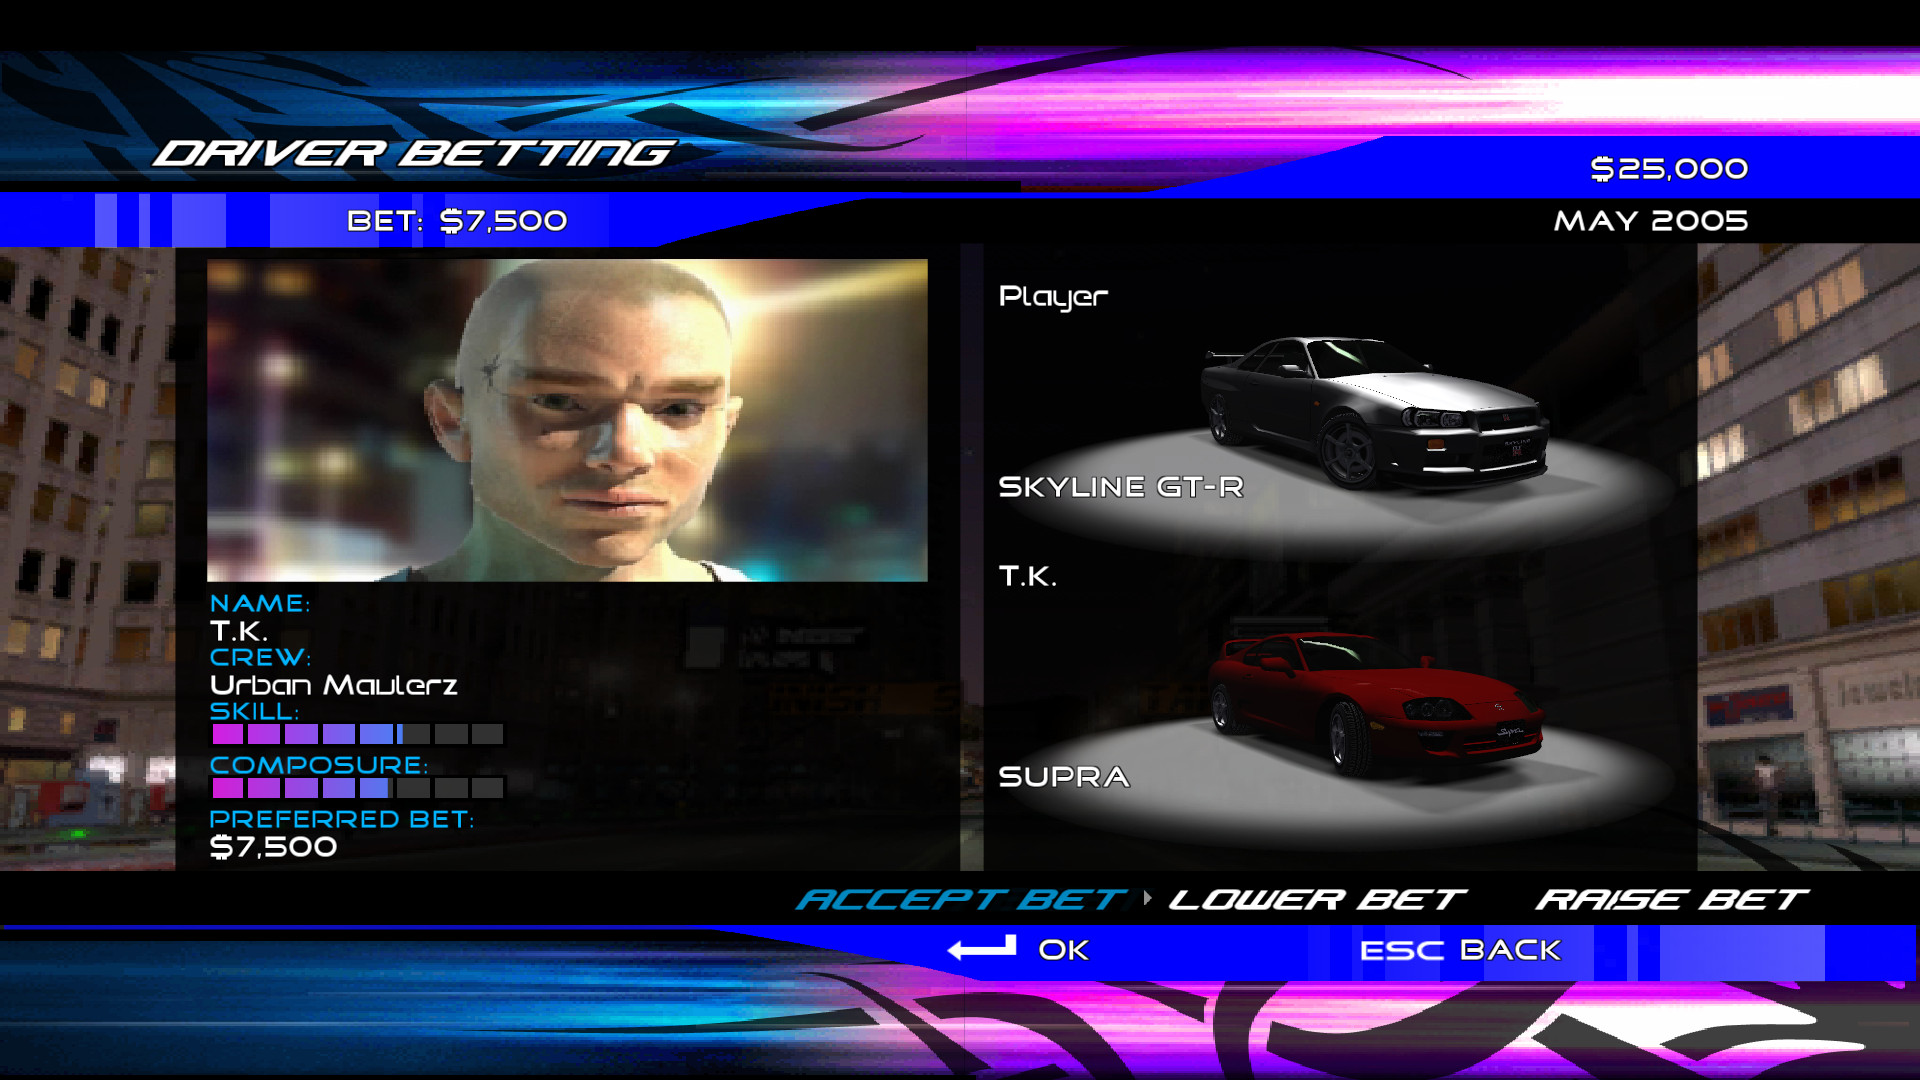 DRIVER BETTING
$25,000
BET: $7,500
MAY 2005
Player
SKYLINE GT-R
T.K.
SUPRA
NAME:
T.K.
CREW:
Urban Maulerz
SKILL:
COMPOSURE:
PREFERRED BET:
$7,500
ACCEPT BET
LOWER BET
RAISE BET
OK
ESC BACK